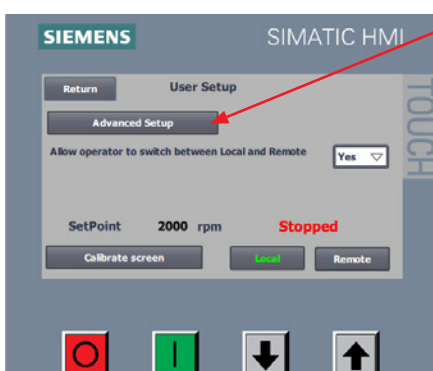 SIEMENS SIMATIC HMI
TOUCH
Return User Setup
Advanced Setup
Allow operator to switch between Local and Remote Yes
SetPoint 2000 rpm Stopped
Calibrate screen Local Remote